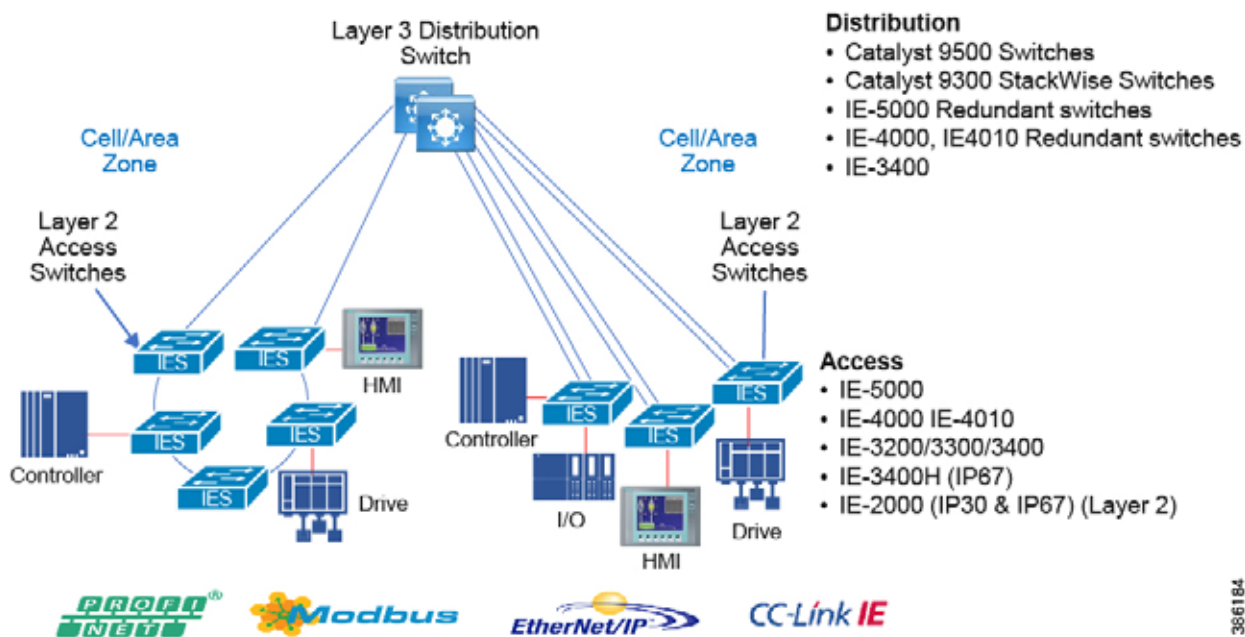 Layer 3 Distribution
Switch
Distribution
• Catalyst 9500 Switches
• Catalyst 9300 StackWise Switches
• IE-5000 Redundant switches
• IE-4000, IE4010 Redundant switches
• IE-3400
Cell/Area
Zone
Cell/Area
Zone
Layer 2
Access
Switches
Layer 2
Access
Switches
IES
IES
HMI
Controller
IES
IES
IES
Drive
Controller
IES
IES
IES
I/O
HMI
Drive
Access
• IE-5000
• IE-4000 IE-4010
• IE-3200/3300/3400
• IE-3400H (IP67)
• IE-2000 (IP30 & IP67) (Layer 2)
PROFI
NET®
Modbus
EtherNet/IP
CC-Link IE
386184